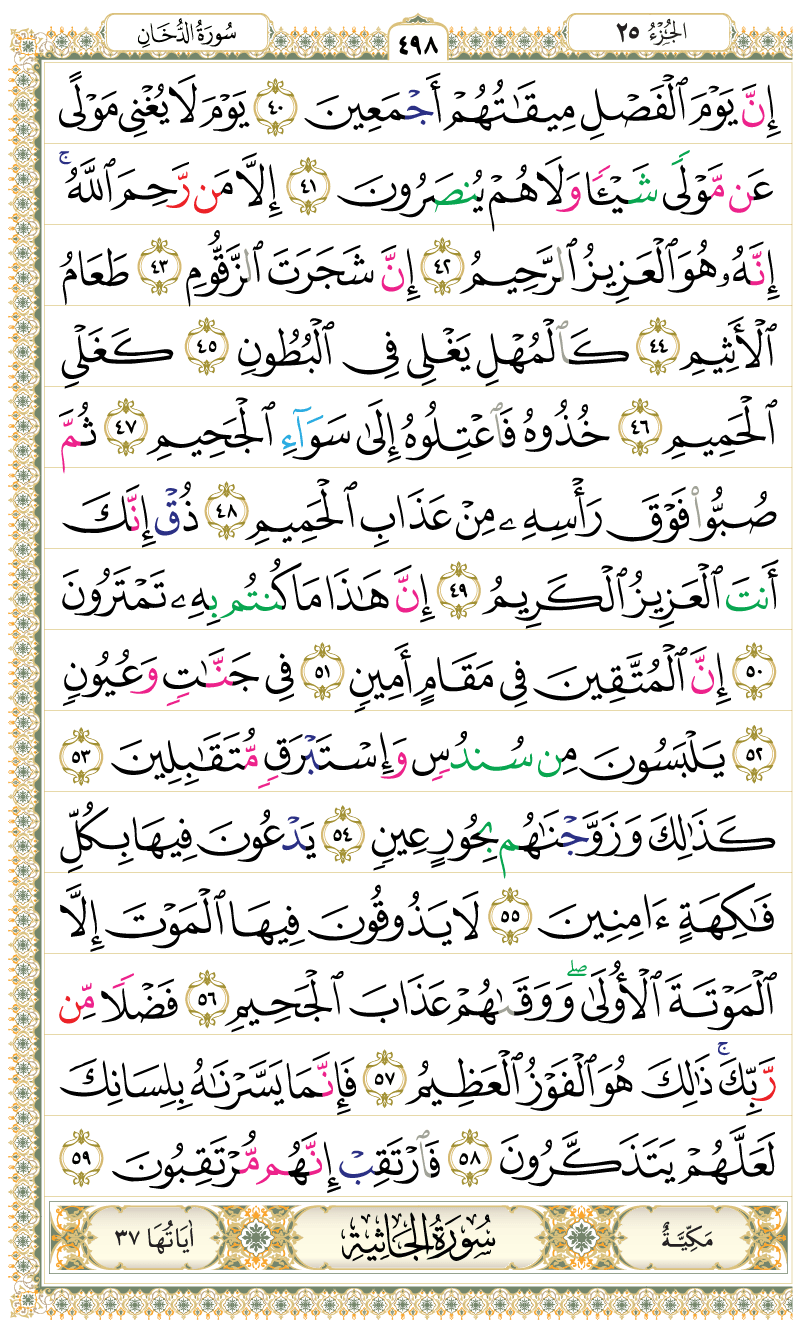 الجُزْءُ ٢٥
٤٩٨
سُورَةُ الدُّخَانِ
إِنَّ يَوْمَ ٱلْفَصْلِ مِيقَٰتُهُمْ أَجْمَعِينَ ٤٠ يَوْمَ لَا يُغْنِى مَوْلًى
عَن مَّوْلًى شَيْـًٔا وَلَا هُمْ يُنصَرُونَ ٤١ إِلَّا مَن رَّحِمَ ٱللَّهُ ۚ
إِنَّهُۥ هُوَ ٱلْعَزِيزُ ٱلرَّحِيمُ ٤٢ إِنَّ شَجَرَتَ ٱلزَّقُّومِ ٤٣ طَعَامُ
ٱلْأَثِيمِ ٤٤ كَٱلْمُهْلِ يَغْلِى فِى ٱلْبُطُونِ ٤٥ كَغَلْىِ
ٱلْحَمِيمِ ٤٦ خُذُوهُ فَٱعْتِلُوهُ إِلَىٰ سَوَآءِ ٱلْجَحِيمِ ٤٧ ثُمَّ
صُبُّوا۟ فَوْقَ رَأْسِهِۦ مِنْ عَذَابِ ٱلْحَمِيمِ ٤٨ ذُقْ إِنَّكَ
أَنتَ ٱلْعَزِيزُ ٱلْكَرِيمُ ٤٩ إِنَّ هَٰذَا مَا كُنتُم بِهِۦ تَمْتَرُونَ
٥٠ إِنَّ ٱلْمُتَّقِينَ فِى مَقَامٍ أَمِينٍ ٥١ فِى جَنَّٰتٍ وَعُيُونٍ
٥٢ يَلْبَسُونَ مِن سُندُسٍ وَإِسْتَبْرَقٍ مُّتَقَٰبِلِينَ ٥٣
كَذَٰلِكَ وَزَوَّجْنَٰهُم بِحُورٍ عِينٍ ٥٤ يَدْعُونَ فِيهَا بِكُلِّ
فَٰكِهَةٍ ءَامِنِينَ ٥٥ لَا يَذُوقُونَ فِيهَا ٱلْمَوْتَ إِلَّا
ٱلْمَوْتَةَ ٱلْأُولَىٰ ۖ وَوَقَىٰهُمْ عَذَابَ ٱلْجَحِيمِ ٥٦ فَضْلًا مِّن
رَّبِّكَ ۚ ذَٰلِكَ هُوَ ٱلْفَوْزُ ٱلْعَظِيمُ ٥٧ فَإِنَّمَا يَسَّرْنَٰهُ بِلِسَانِكَ
لَعَلَّهُمْ يَتَذَكَّرُونَ ٥٨ فَٱرْتَقِبْ إِنَّهُم مُّرْتَقِبُونَ ٥٩
مَكِّيَّةٌ سُورَةُ الجَاثِيَةِ اٰيَاتُهَا ٣٧